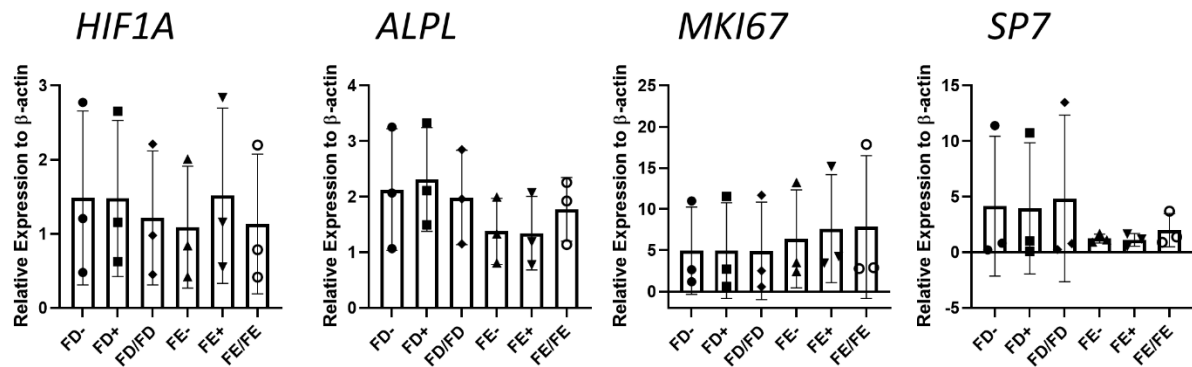 HIF1A
ALPL
MKI67
SP7
Relative Expression to β-actin
3
2
1
0
FD-
FD+
FD/FD
FE-
FE+
FE/FE
Relative Expression to β-actin
4
3
2
1
0
FD-
FD+
FD/FD
FE-
FE+
FE/FE
Relative Expression to β-actin
25
20
15
10
5
0
FD-
FD+
FD/FD
FE-
FE+
FE/FE
Relative Expression to β-actin
15
10
5
0
-5
FD-
FD+
FD/FD
FE-
FE+
FE/FE